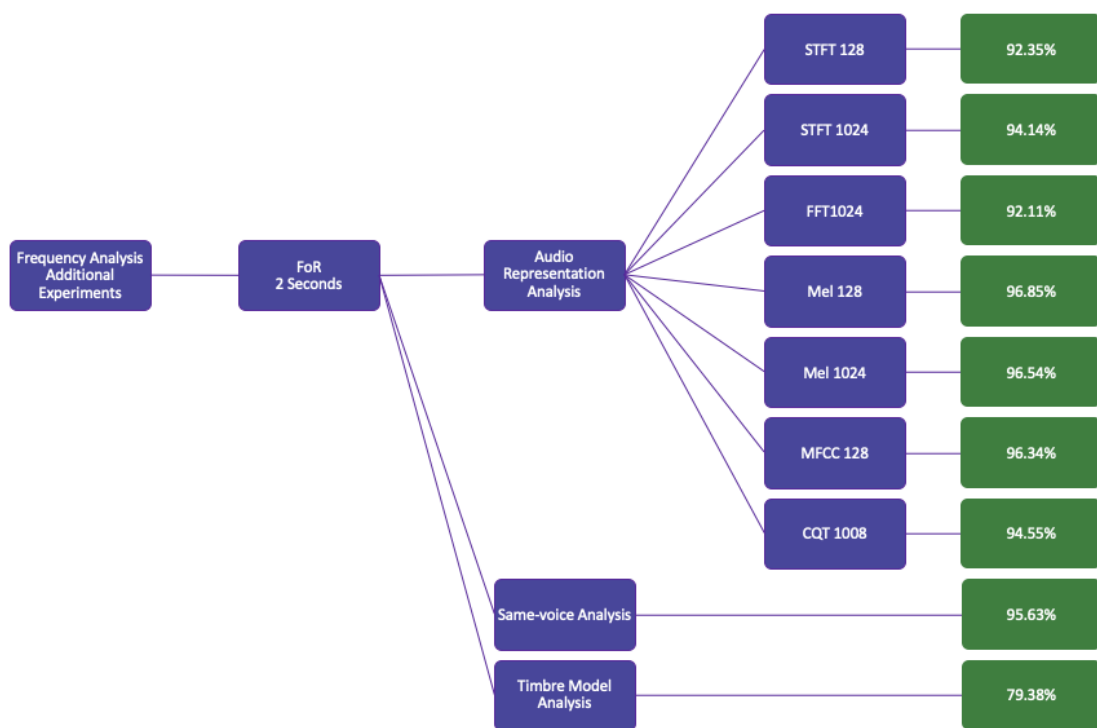 STFT 128
92.35%
STFT 1024
94.14%
FFT1024
92.11%
Frequency Analysis
Additional
Experiments
FoR
2 Seconds
Audio
Representation
Analysis
Mel 128
96.85%
Mel 1024
96.54%
MFCC 128
96.34%
CQT 1008
94.55%
Same-voice Analysis
95.63%
Timbre Model
Analysis
79.38%